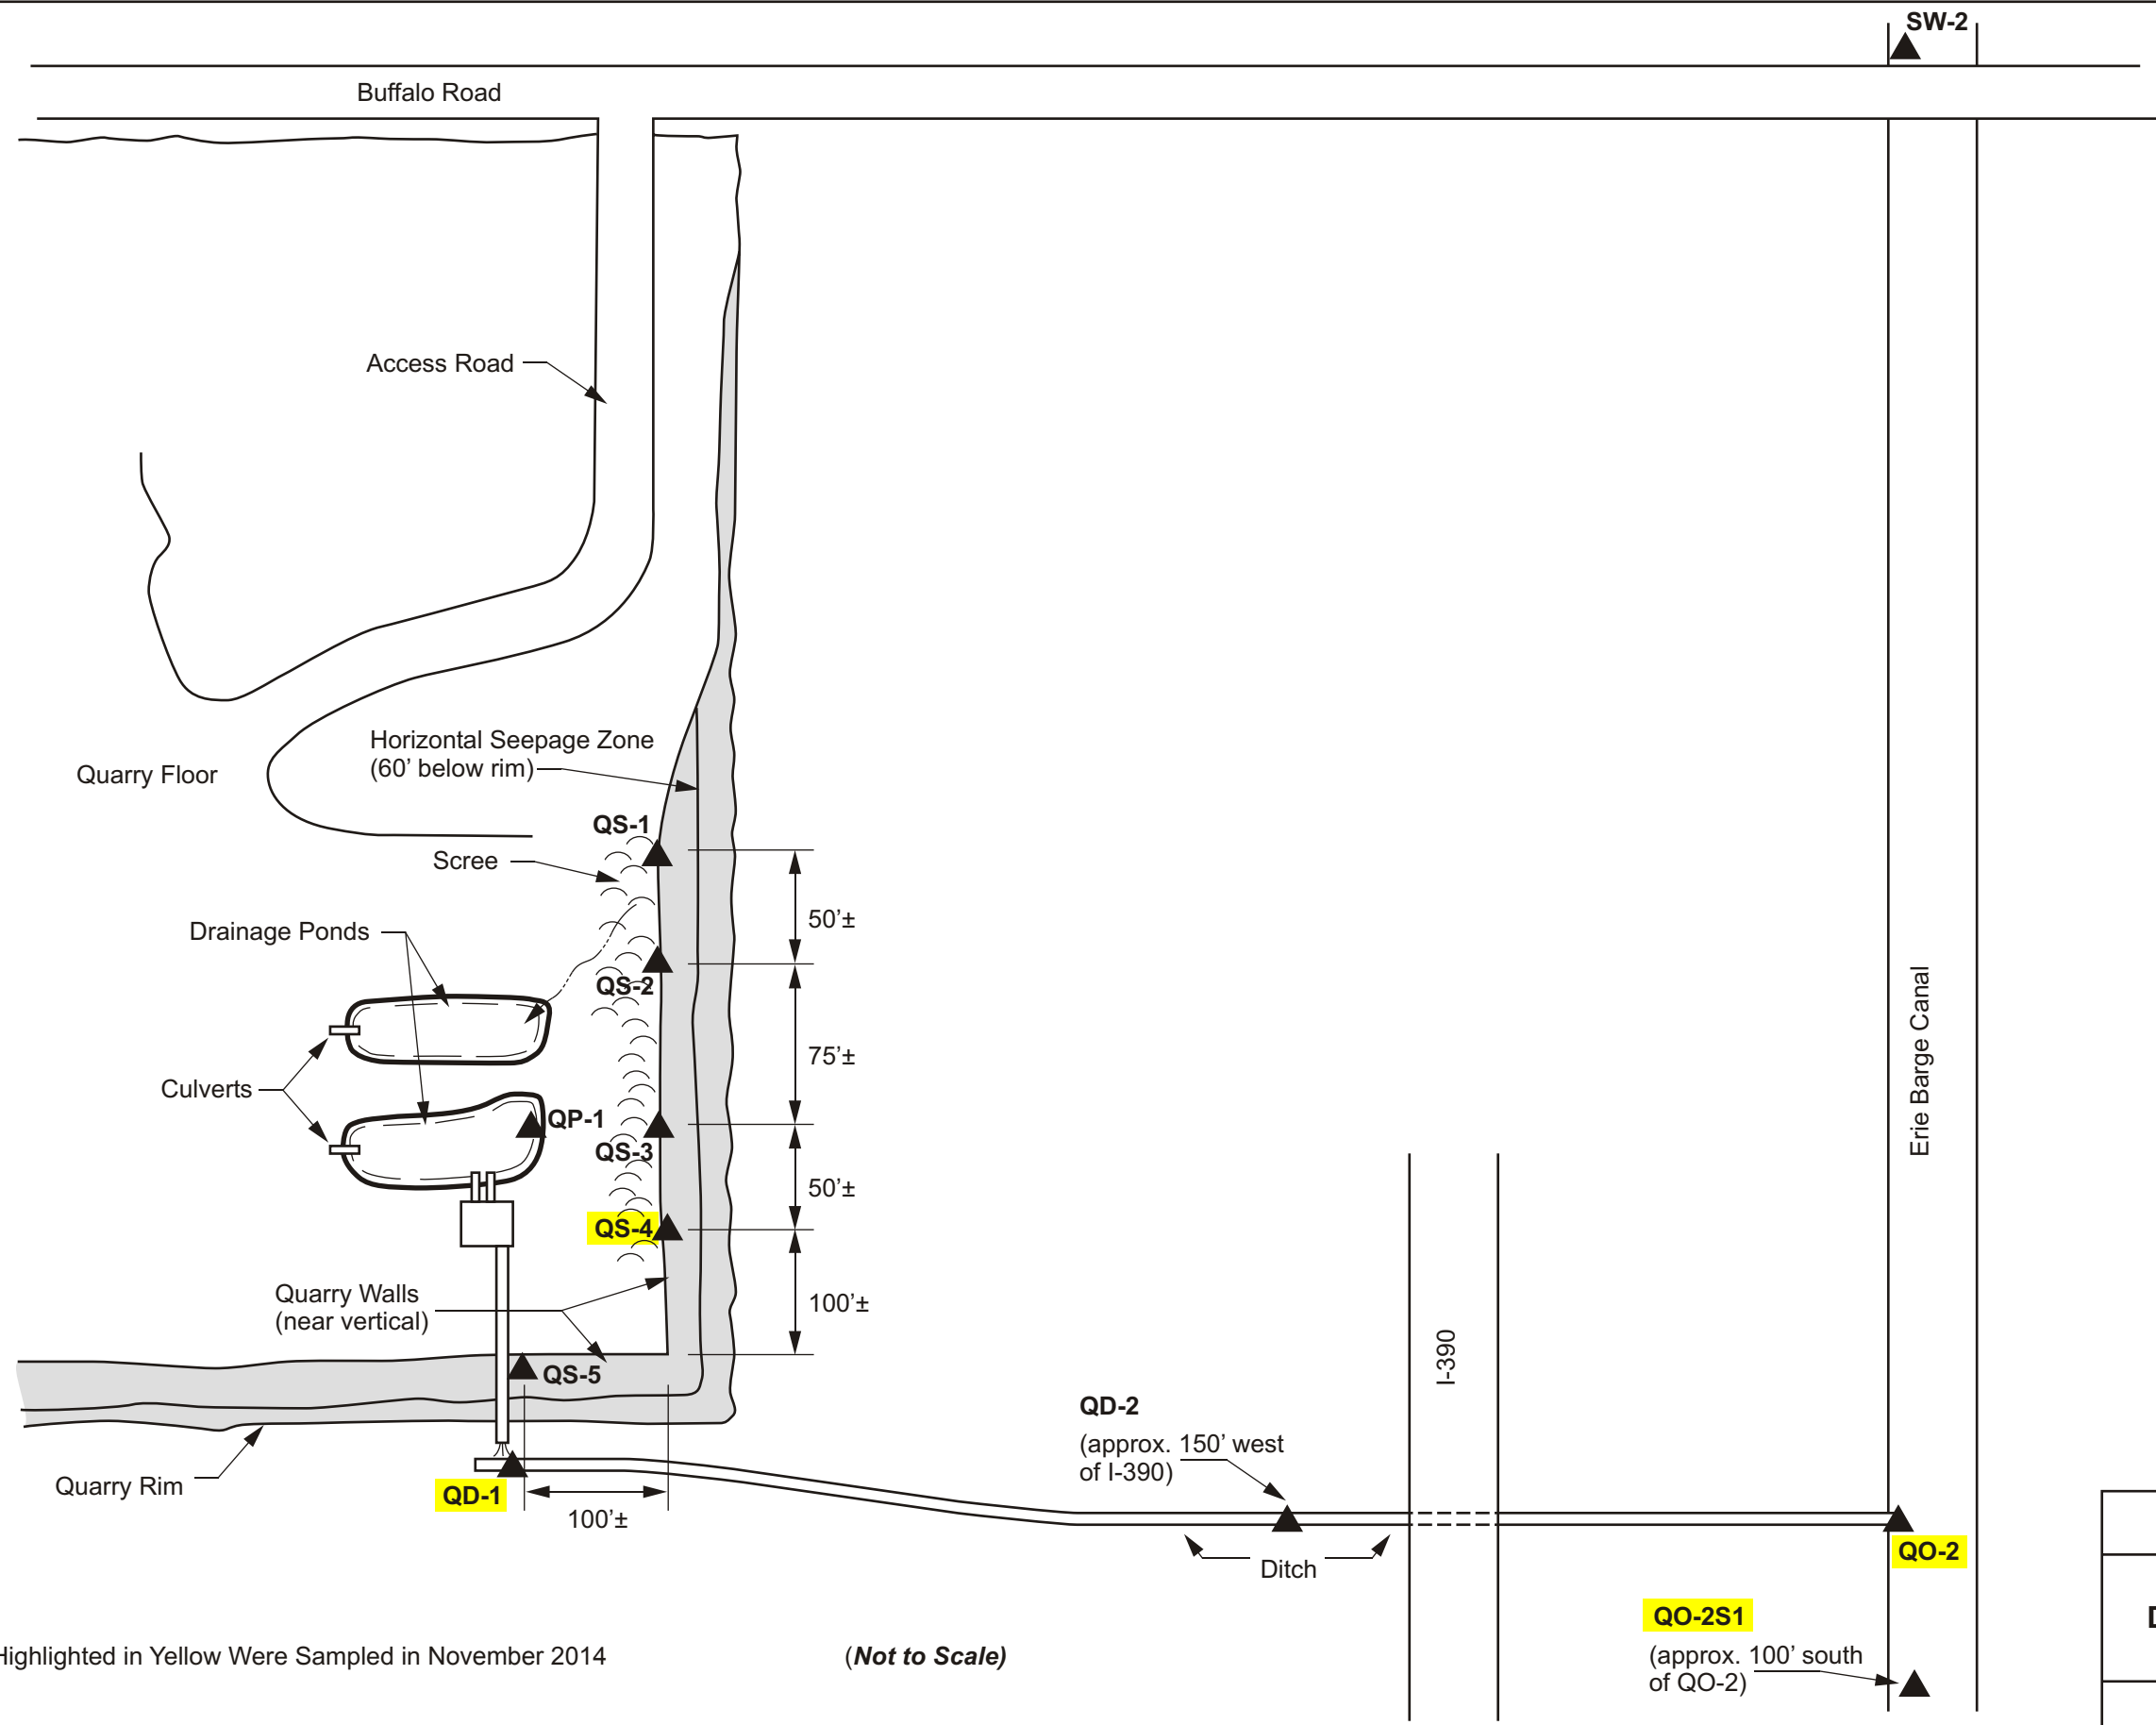 SW-2
Buffalo Road
Access Road
Horizontal Seepage Zone
(60’ below rim)
Quarry Floor
QS-1
Scree
50’±
Drainage Ponds
QS-2
75’±
Erie Barge Canal
Culverts
QP-1
QS-3
50’±
QS-4
Quarry Walls
(near vertical)
100’±
I-390
QS-5
QD-2
(approx. 150’ west
of I-390)
Quarry Rim
QD-1
100’±
Ditch
QO-2
QO-2S1
(approx. 100’ south
of QO-2)
Highlighted in Yellow Were Sampled in November 2014
(Not to Scale)